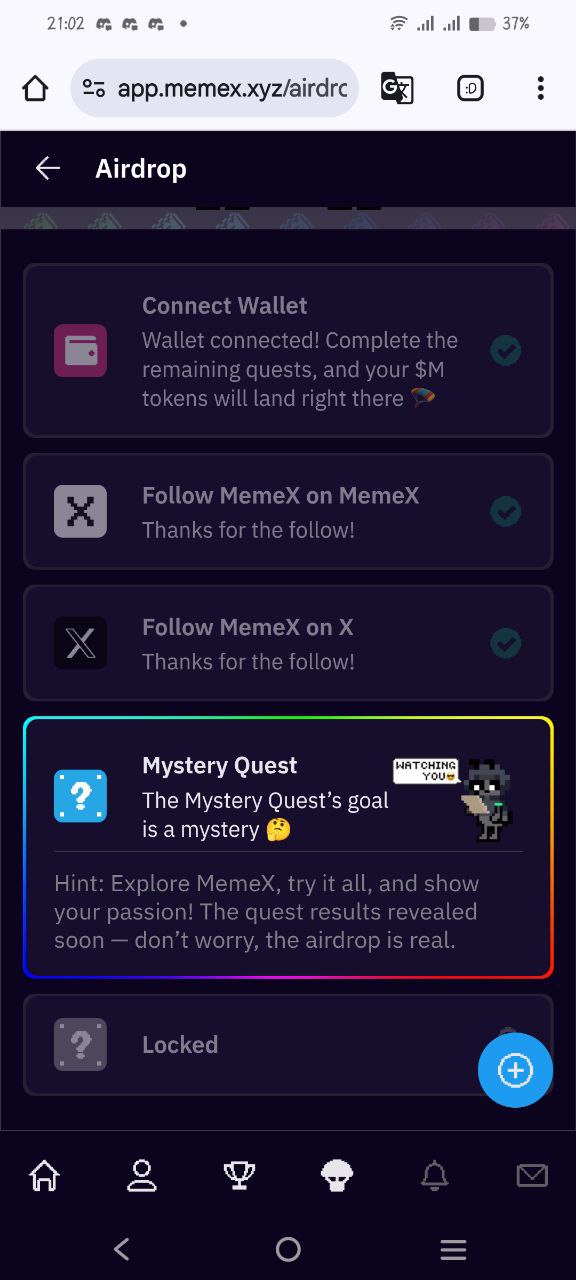 21:02
37%
app.memex.xyz/airdrc
Airdrop
Connect Wallet
Wallet connected! Complete the
remaining quests, and your $M
tokens will land right there 🪂
Follow MemeX on MemeX
Thanks for the follow!
Follow MemeX on X
Thanks for the follow!
Mystery Quest
WATCHING
YOU😎
The Mystery Quest’s goal
is a mystery 🤔
Hint: Explore MemeX, try it all, and show
your passion! The quest results revealed
soon — don’t worry, the airdrop is real.
Locked